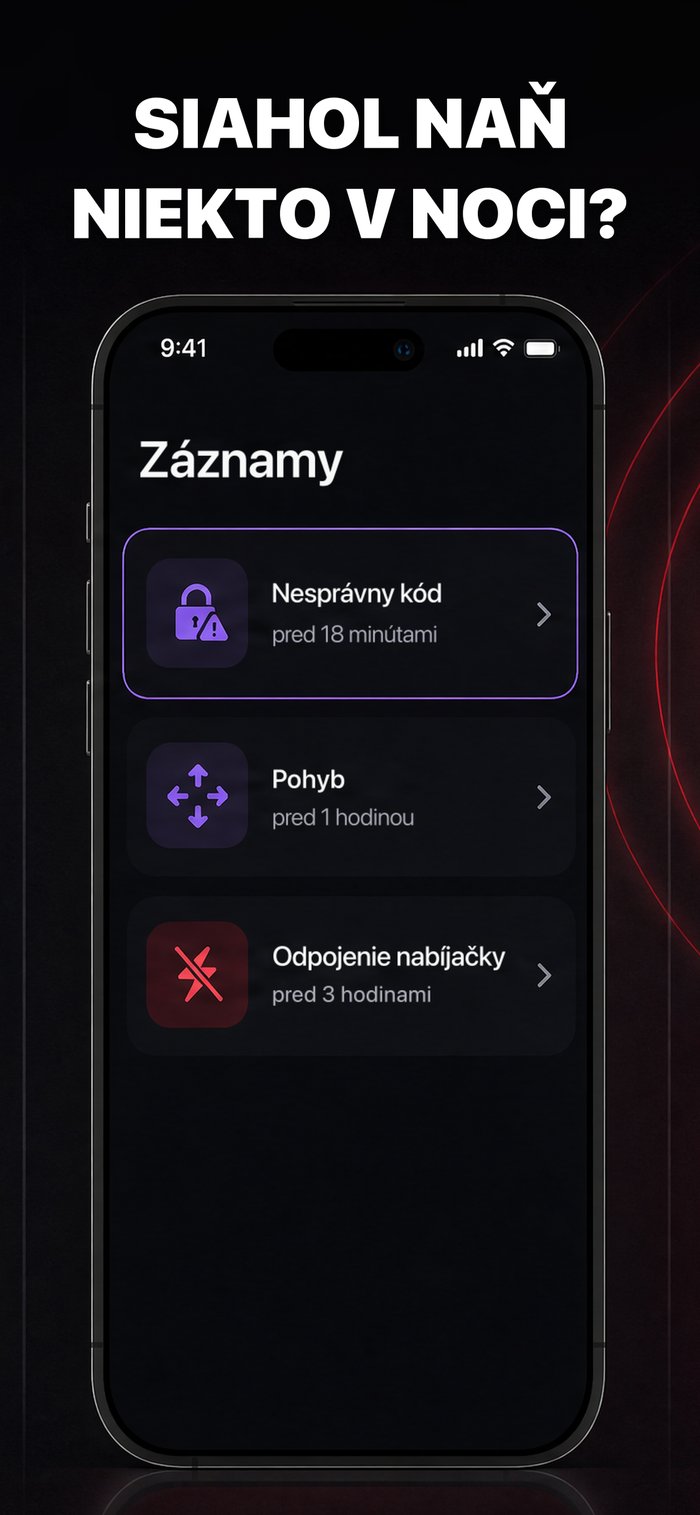 SIAHOL NAŇ
NIEKTO V NOCI?
9:41
Záznamy
Nesprávny kód
pred 18 minútami
Pohyb
pred 1 hodinou
Odpojenie nabíjačky
pred 3 hodinami